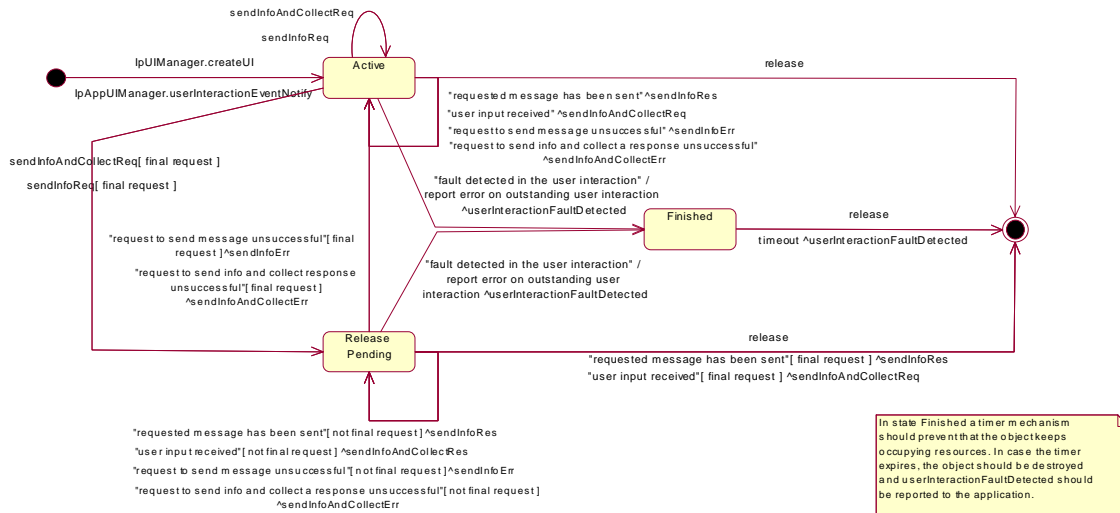 sendInfoAndCollectReq
sendInfoReq
IpUIManager.createUI
Active
release
IpAppUIManager.userInteractionEventNotify
"requested message has been sent" ^sendInfoRes
"user input received" ^sendInfoAndCollectReq
"request to send message unsuccessful" ^sendInfoErr
"request to send info and collect a response unsuccessful"
^sendInfoAndCollectErr
sendInfoAndCollectReq[ final request ]
sendInfoReq[ final request ]
"fault detected in the user interaction" /
report error on outstanding user interaction
^userInteractionFaultDetected
Finished
release
timeout ^userInteractionFaultDetected
"request to send message unsuccessful"[ final
request ] ^sendInfoErr
"request to send info and collect response
unsuccessful"[ final request ]
^sendInfoAndCollectErr
"fault detected in the user interaction" /
report error on outstanding user
interaction ^userInteractionFaultDetected
Release
Pending
release
"requested message has been sent"[ final request ] ^sendInfoRes
"user input received"[ final request ] ^sendInfoAndCollectReq
"requested message has been sent"[ not final request ] ^sendInfoRes
"user input received"[ not final request ] ^sendInfoAndCollectRes
"request to send message unsuccessful"[ not final request ] ^sendInfoErr
"request to send info and collect a response unsuccessful"[ not final request ]
^sendInfoAndCollectErr
In state Finished a timer mechanism
should prevent that the object keeps
occupying resources. In case the timer
expires, the object should be destroyed
and userInteractionFaultDetected should
be reported to the application.